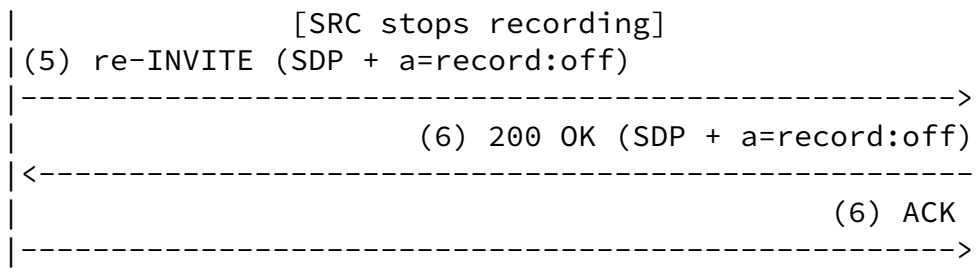 |                [SRC stops recording]
|(5) re-INVITE (SDP + a=record:off)
|---------------------------------------------------->
|                       (6) 200 OK (SDP + a=record:off)
|<----------------------------------------------------
|                                              (6) ACK
|---------------------------------------------------->